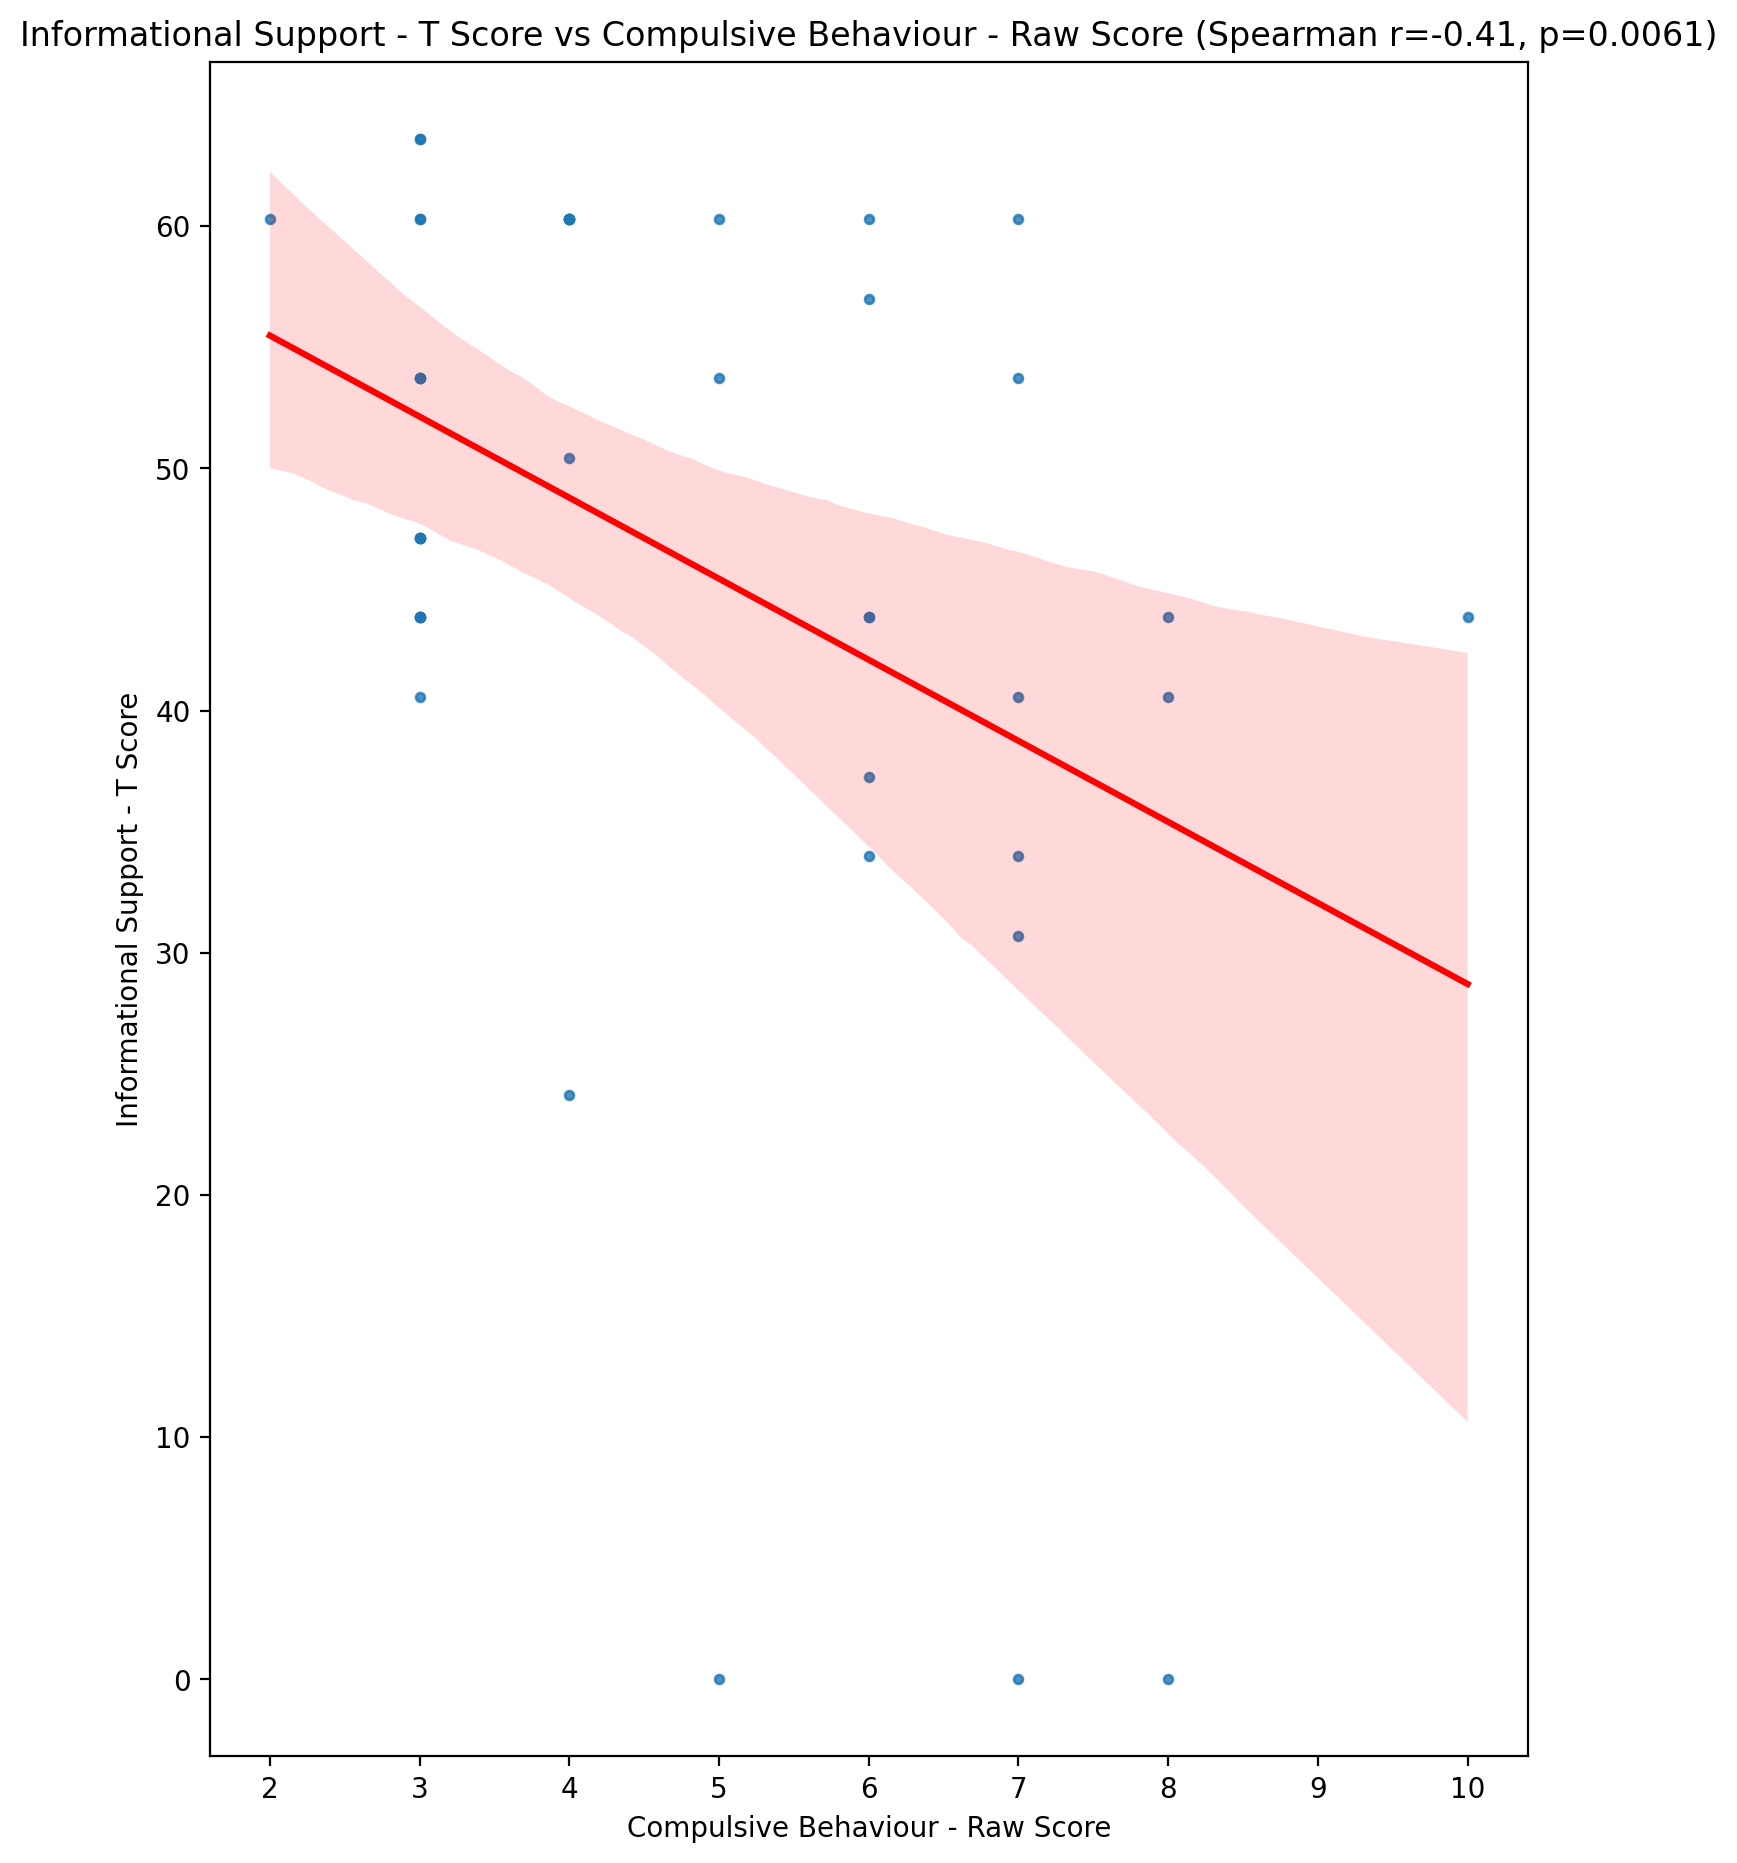 Informational Support - T Score vs Compulsive Behaviour - Raw Score (Spearman r=-0.41, p=0.0061)
Informational Support - T Score
60
50
40
30
20
10
0
2 3 4 5 6 7 8 9 10
Compulsive Behaviour - Raw Score